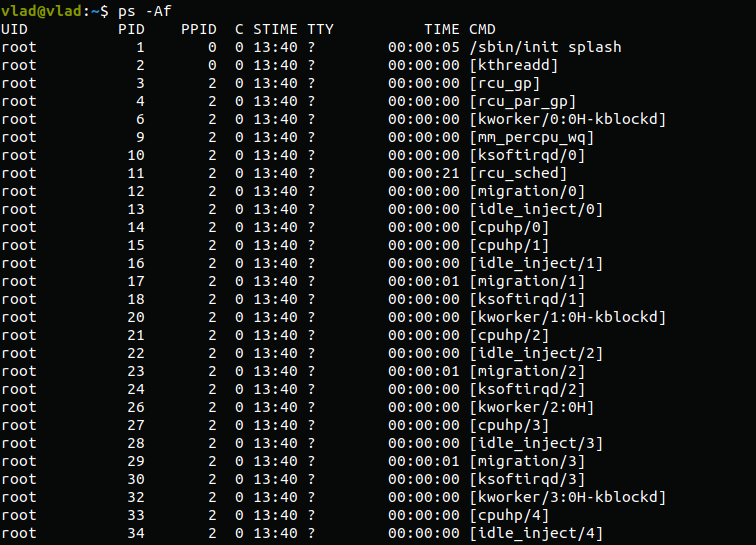 vlad@vlad:~$ ps -Af
UID          PID    PPID  C STIME TTY          TIME CMD
root           1       0  0 13:40 ?        00:00:05 /sbin/init splash
root           2       0  0 13:40 ?        00:00:00 [kthreadd]
root           3       2  0 13:40 ?        00:00:00 [rcu_gp]
root           4       2  0 13:40 ?        00:00:00 [rcu_par_gp]
root           6       2  0 13:40 ?        00:00:00 [kworker/0:0H-kblockd]
root           9       2  0 13:40 ?        00:00:00 [mm_percpu_wq]
root          10       2  0 13:40 ?        00:00:00 [ksoftirqd/0]
root          11       2  0 13:40 ?        00:00:21 [rcu_sched]
root          12       2  0 13:40 ?        00:00:00 [migration/0]
root          13       2  0 13:40 ?        00:00:00 [idle_inject/0]
root          14       2  0 13:40 ?        00:00:00 [cpuhp/0]
root          15       2  0 13:40 ?        00:00:00 [cpuhp/1]
root          16       2  0 13:40 ?        00:00:00 [idle_inject/1]
root          17       2  0 13:40 ?        00:00:01 [migration/1]
root          18       2  0 13:40 ?        00:00:00 [ksoftirqd/1]
root          20       2  0 13:40 ?        00:00:00 [kworker/1:0H-kblockd]
root          21       2  0 13:40 ?        00:00:00 [cpuhp/2]
root          22       2  0 13:40 ?        00:00:00 [idle_inject/2]
root          23       2  0 13:40 ?        00:00:01 [migration/2]
root          24       2  0 13:40 ?        00:00:00 [ksoftirqd/2]
root          26       2  0 13:40 ?        00:00:00 [kworker/2:0H]
root          27       2  0 13:40 ?        00:00:00 [cpuhp/3]
root          28       2  0 13:40 ?        00:00:00 [idle_inject/3]
root          29       2  0 13:40 ?        00:00:01 [migration/3]
root          30       2  0 13:40 ?        00:00:00 [ksoftirqd/3]
root          32       2  0 13:40 ?        00:00:00 [kworker/3:0H-kblockd]
root          33       2  0 13:40 ?        00:00:00 [cpuhp/4]
root          34       2  0 13:40 ?        00:00:00 [idle_inject/4]